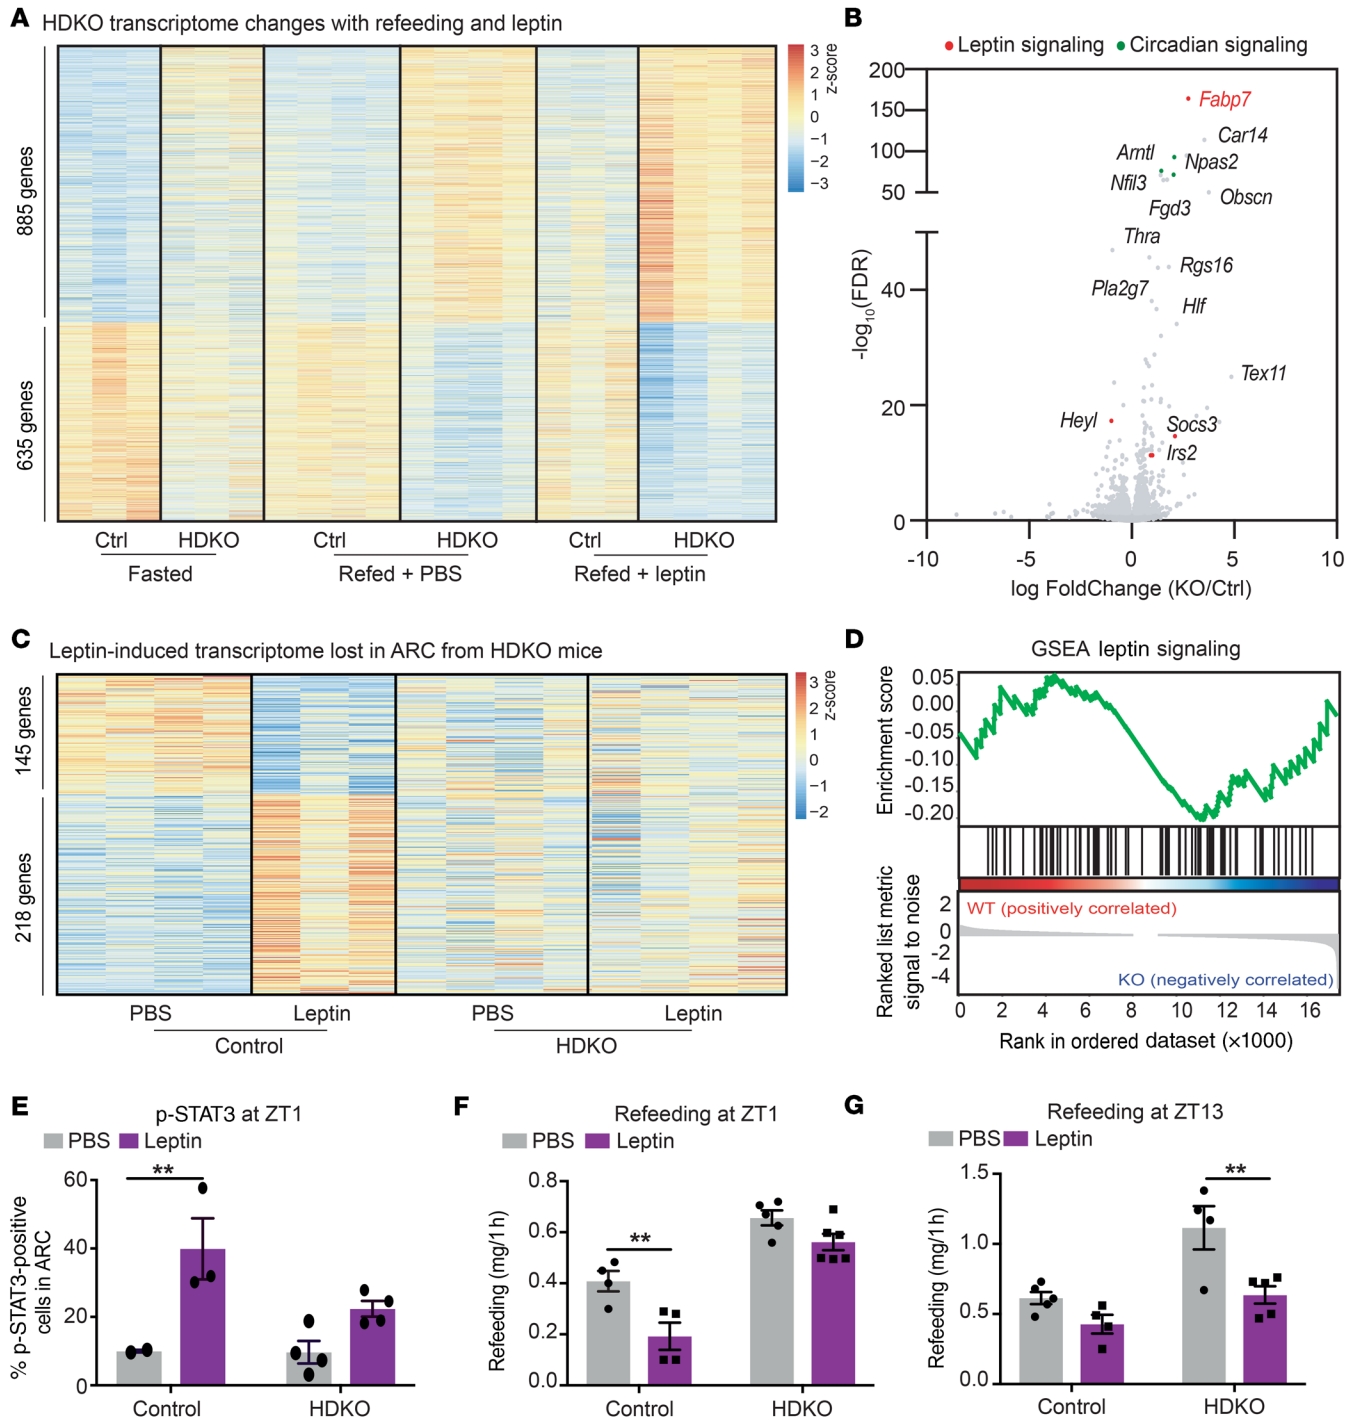 A
HDKO transcriptome changes with refeeding and leptin
885 genes
635 genes
3
2
1
0
−1
−2
−3
z-score
Ctrl HDKO Ctrl HDKO Ctrl HDKO
Fasted Refed + PBS Refed + leptin
B
Leptin signaling Circadian signaling
200
150
100
50
40
20
0
-log10(FDR)
Fabp7
Car14
Arntl
Npas2
Nfil3
Obscn
Fgd3
Thra
Rgs16
Pla2g7
Hlf
Tex11
Heyl
Socs3
Irs2
-10 -5 0 5 10
log FoldChange (KO/Ctrl)
C
Leptin-induced transcriptome lost in ARC from HDKO mice
145 genes
218 genes
3
2
1
0
−1
−2
z-score
PBS Leptin PBS Leptin
Control HDKO
D
GSEA leptin signaling
Enrichment score
0.05
0.00
-0.05
-0.10
-0.15
-0.20
Ranked list metric
signal to noise
2
0
-2
-4
WT (positively correlated)
KO (negatively correlated)
0 2 4 6 8 10 12 14 16
Rank in ordered dataset (×1000)
E
p-STAT3 at ZT1
PBS Leptin
% p-STAT3-positive
cells in ARC
60
40
20
0
**
Control HDKO
F
Refeeding at ZT1
PBS Leptin
Refeeding (mg/1h)
0.8
0.6
0.4
0.2
0.0
**
Control HDKO
G
Refeeding at ZT13
PBS Leptin
Refeeding (mg/1h)
1.5
1.0
0.5
0.0
**
Control HDKO